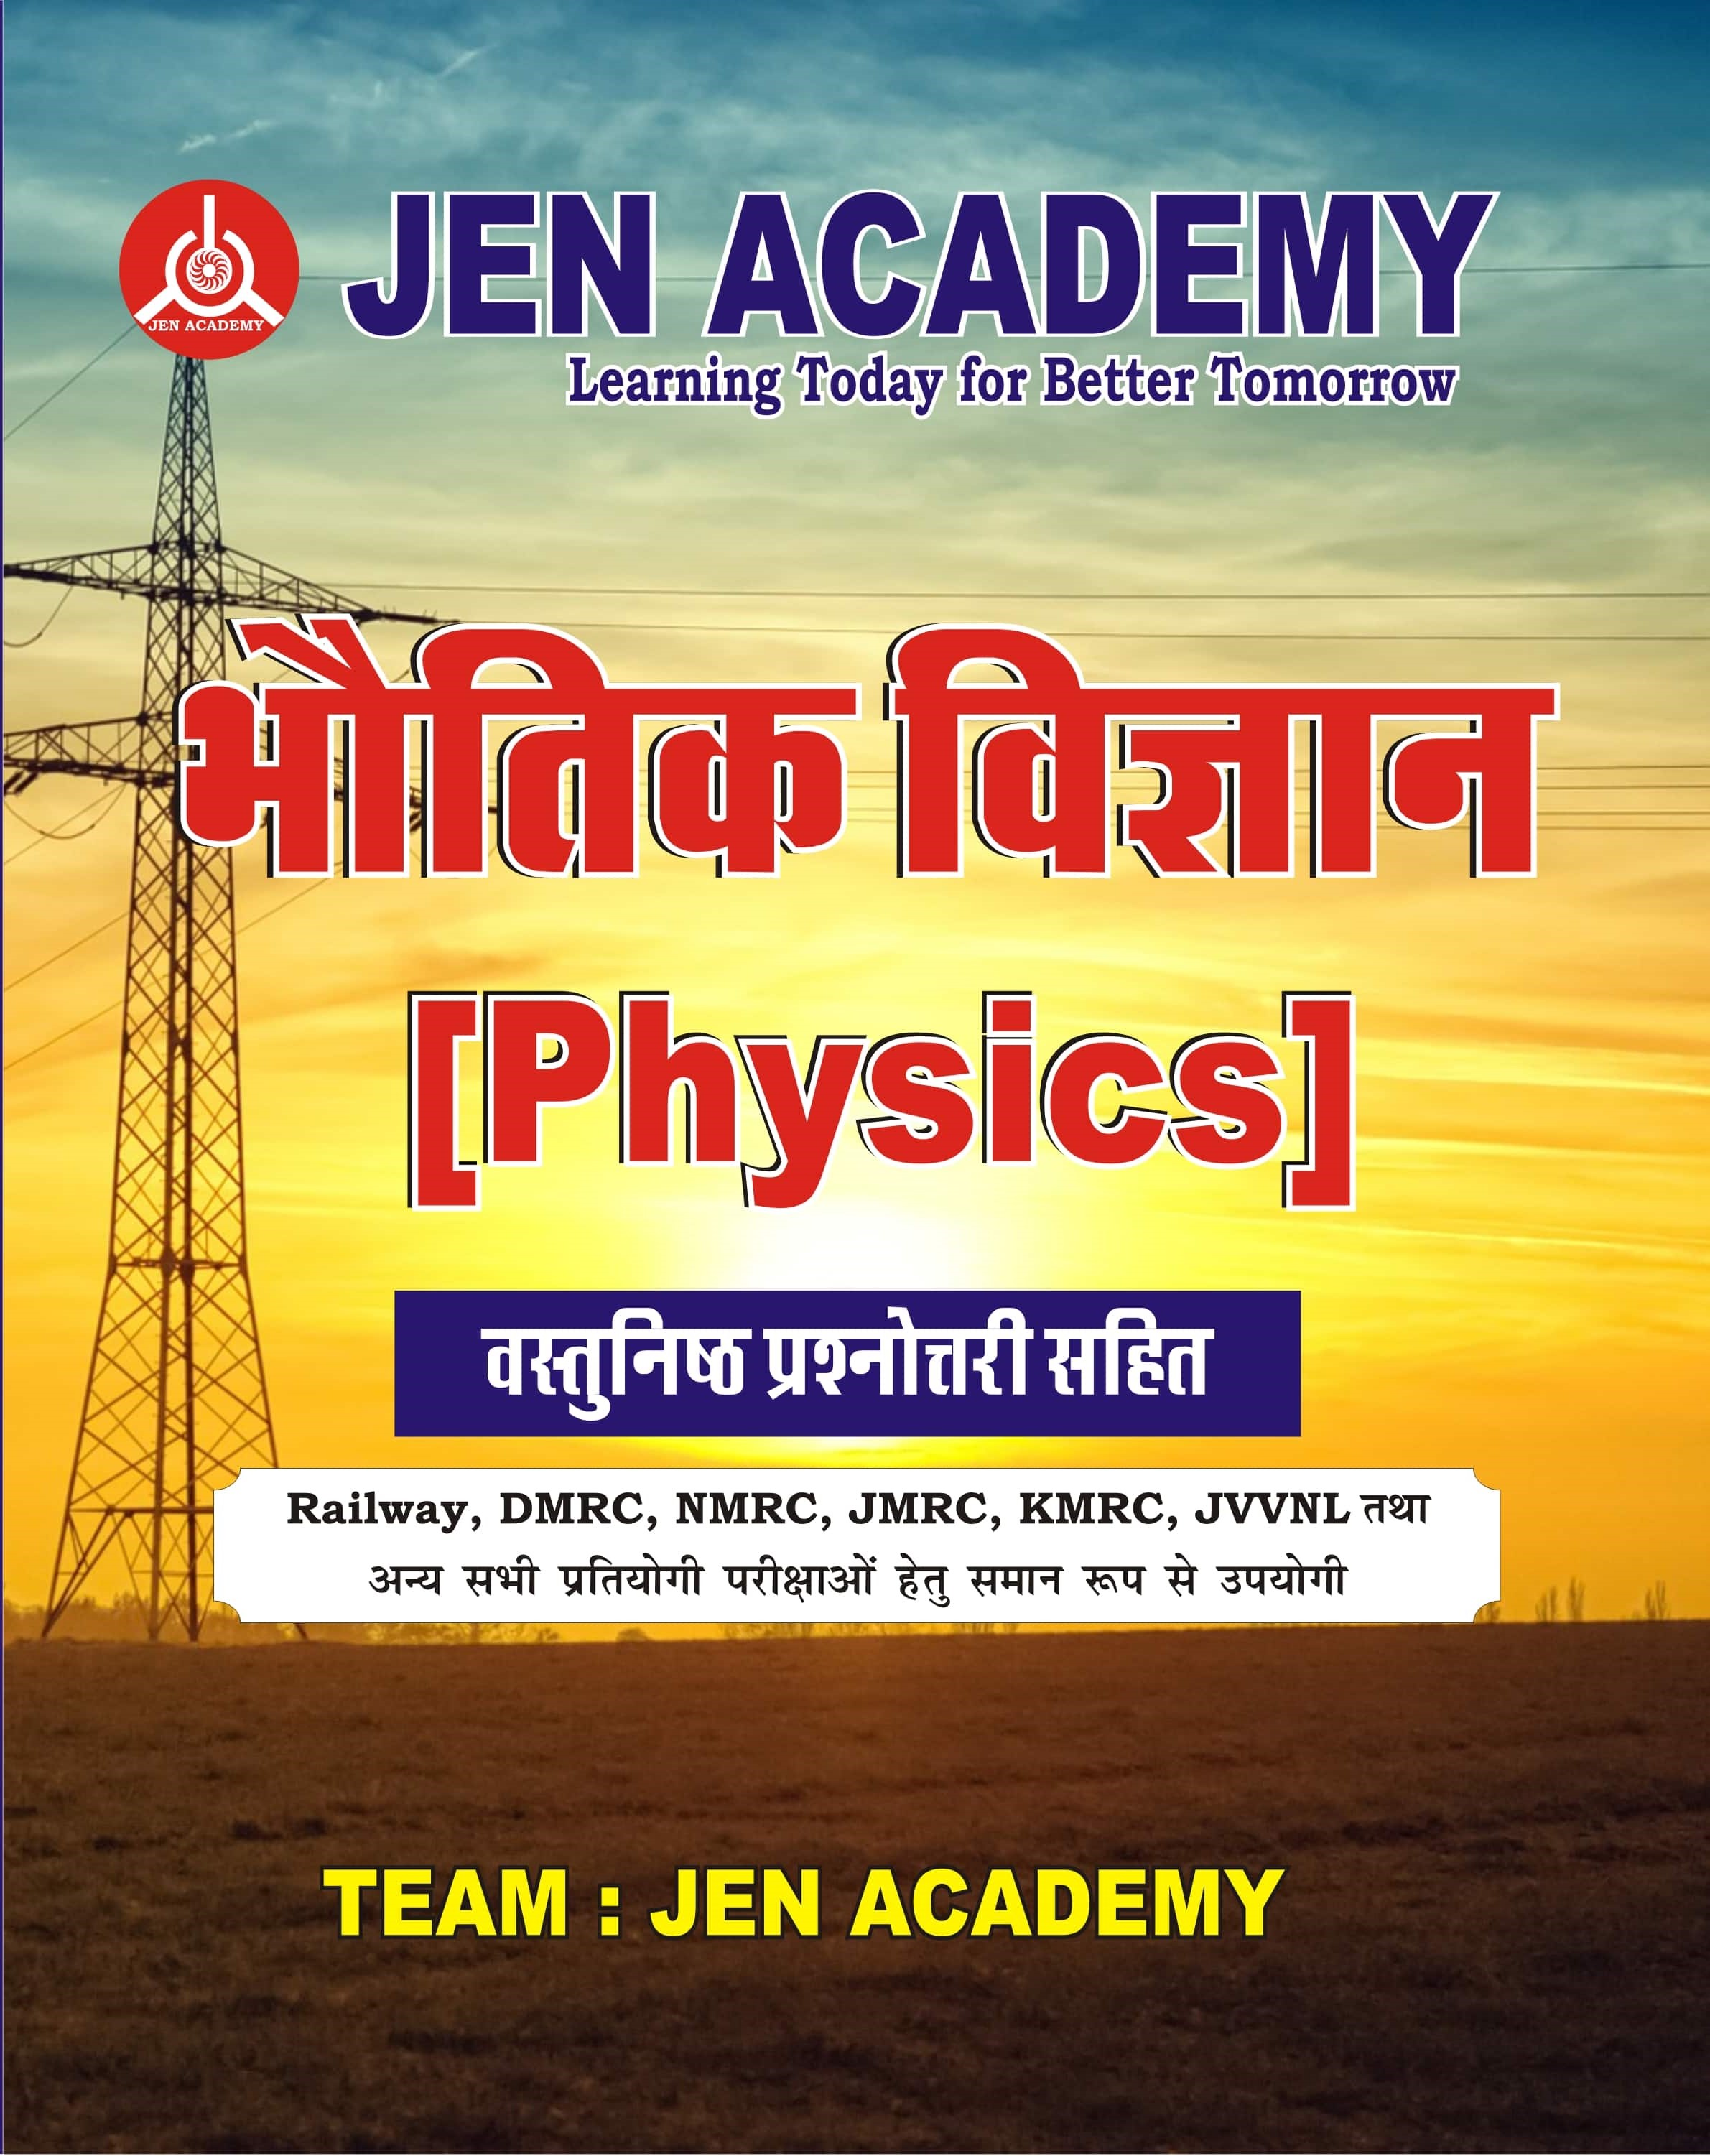 JEN ACADEMY
JEN ACADEMY
Learning Today for Better Tomorrow
भौतिक विज्ञान
[Physics]
वस्तुनिष्ठ प्रश्नोत्तरी सहित
Railway, DMRC, NMRC, JMRC, KMRC, JVVNL तथा
अन्य सभी प्रतियोगी परीक्षाओं हेतु समान रूप से उपयोगी
TEAM : JEN ACADEMY